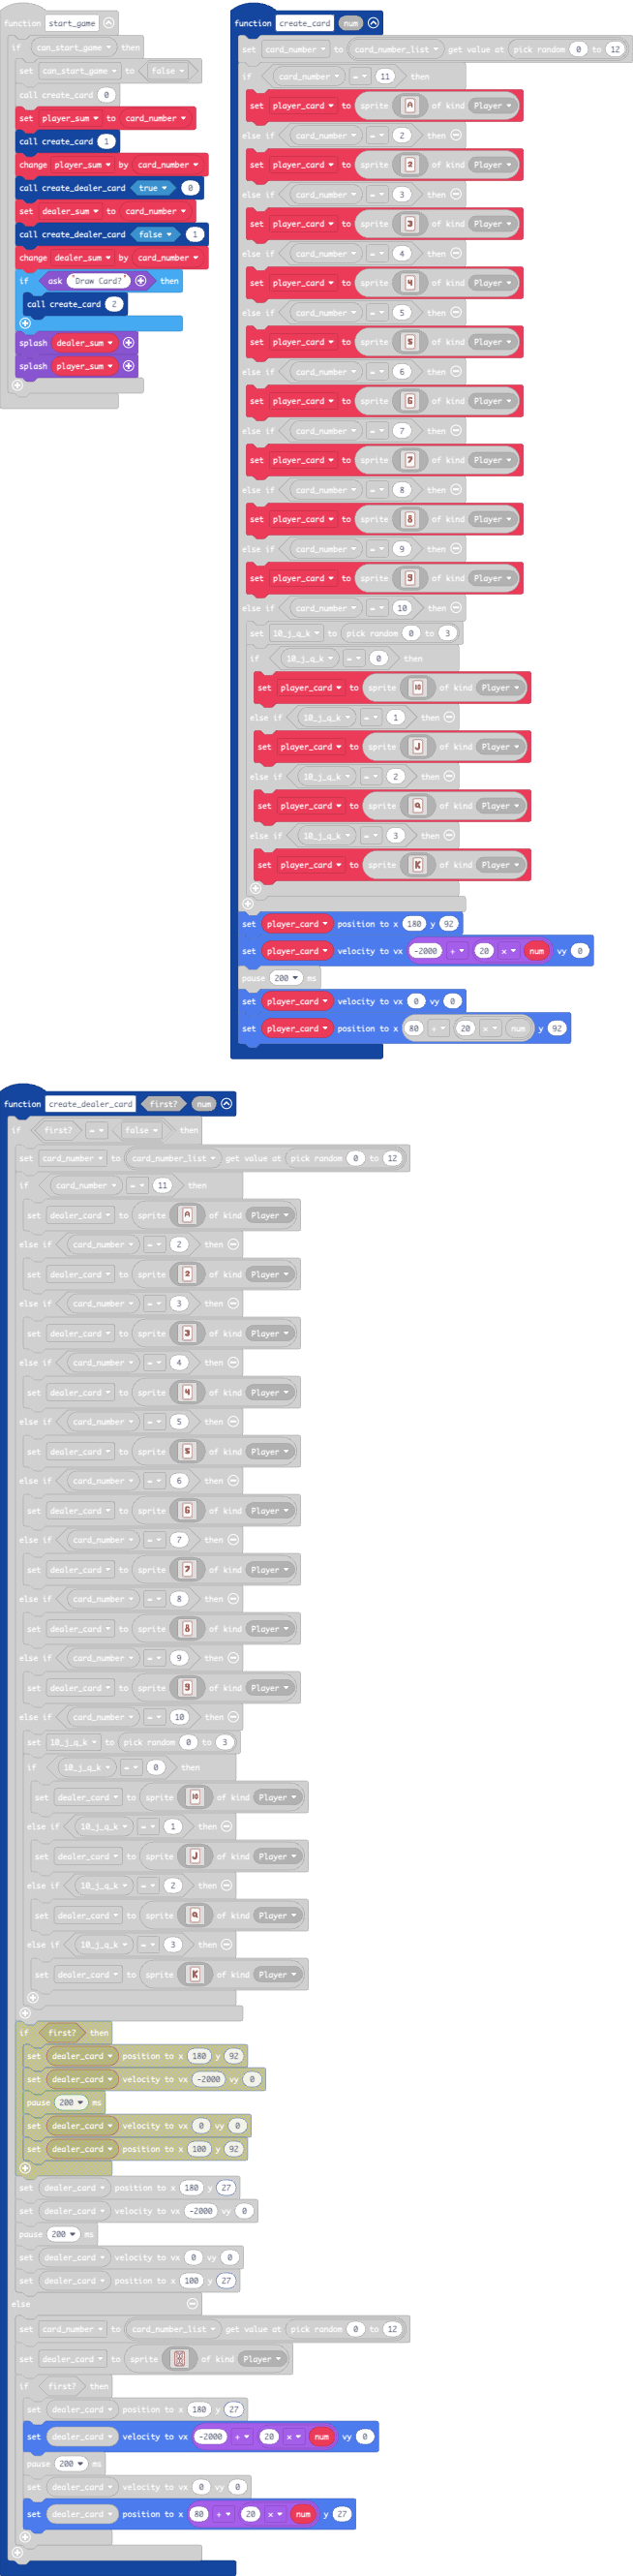 function start_game
if can_start_game then
set can_start_game to false
call create_card 0
set player_sum to card_number
call create_card 1
change player_sum by card_number
call create_dealer_card true 0
set dealer_sum to card_number
call create_dealer_card false 1
change dealer_sum by card_number
if ask "Draw Card?" then
call create_card 2
splash dealer_sum
splash player_sum
function create_card num
set card_number to card_number_list get value at pick random 0 to 12
if card_number = 11 then
set player_card to sprite A of kind Player
else if card_number = 2 then
set player_card to sprite 2 of kind Player
else if card_number = 3 then
set player_card to sprite 3 of kind Player
else if card_number = 4 then
set player_card to sprite 4 of kind Player
else if card_number = 5 then
set player_card to sprite 5 of kind Player
else if card_number = 6 then
set player_card to sprite 6 of kind Player
else if card_number = 7 then
set player_card to sprite 7 of kind Player
else if card_number = 8 then
set player_card to sprite 8 of kind Player
else if card_number = 9 then
set player_card to sprite 9 of kind Player
else if card_number = 10 then
set 10_j_q_k to pick random 0 to 3
if 10_j_q_k = 0 then
set player_card to sprite 10 of kind Player
else if 10_j_q_k = 1 then
set player_card to sprite J of kind Player
else if 10_j_q_k = 2 then
set player_card to sprite Q of kind Player
else if 10_j_q_k = 3 then
set player_card to sprite K of kind Player
set player_card position to x 180 y 92
set player_card velocity to vx -2000 + 20 × num vy 0
pause 200 ms
set player_card velocity to vx 0 vy 0
set player_card position to x 80 + 20 × num y 92
function create_dealer_card first? num
if first? = false then
set card_number to card_number_list get value at pick random 0 to 12
if card_number = 11 then
set dealer_card to sprite A of kind Player
else if card_number = 2 then
set dealer_card to sprite 2 of kind Player
else if card_number = 3 then
set dealer_card to sprite 3 of kind Player
else if card_number = 4 then
set dealer_card to sprite 4 of kind Player
else if card_number = 5 then
set dealer_card to sprite 5 of kind Player
else if card_number = 6 then
set dealer_card to sprite 6 of kind Player
else if card_number = 7 then
set dealer_card to sprite 7 of kind Player
else if card_number = 8 then
set dealer_card to sprite 8 of kind Player
else if card_number = 9 then
set dealer_card to sprite 9 of kind Player
else if card_number = 10 then
set 10_j_q_k to pick random 0 to 3
if 10_j_q_k = 0 then
set dealer_card to sprite 10 of kind Player
else if 10_j_q_k = 1 then
set dealer_card to sprite J of kind Player
else if 10_j_q_k = 2 then
set dealer_card to sprite Q of kind Player
else if 10_j_q_k = 3 then
set dealer_card to sprite K of kind Player
if first? then
set dealer_card position to x 180 y 92
set dealer_card velocity to vx -2000 vy 0
pause 200 ms
set dealer_card velocity to vx 0 vy 0
set dealer_card position to x 100 y 92
set dealer_card position to x 180 y 27
set dealer_card velocity to vx -2000 vy 0
pause 200 ms
set dealer_card velocity to vx 0 vy 0
set dealer_card position to x 100 y 27
else
set card_number to card_number_list get value at pick random 0 to 12
set dealer_card to sprite of kind Player
if first? then
set dealer_card position to x 180 y 27
set dealer_card velocity to vx -2000 + 20 × num vy 0
pause 200 ms
set dealer_card velocity to vx 0 vy 0
set dealer_card position to x 80 + 20 × num y 27